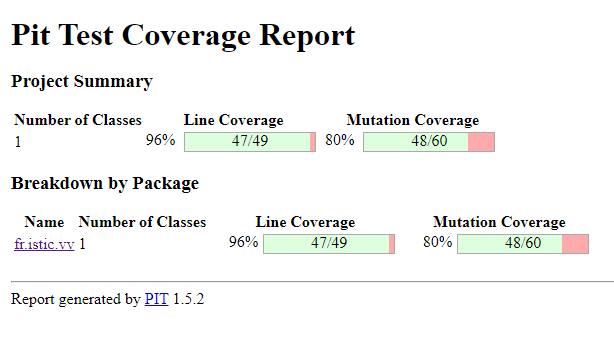 Pit Test Coverage Report
Project Summary
Number of Classes Line Coverage Mutation Coverage
1 96% 47/49 80% 48/60
Breakdown by Package
Name Number of Classes Line Coverage Mutation Coverage
fr.istic.vv 1 96% 47/49 80% 48/60
Report generated by PIT 1.5.2